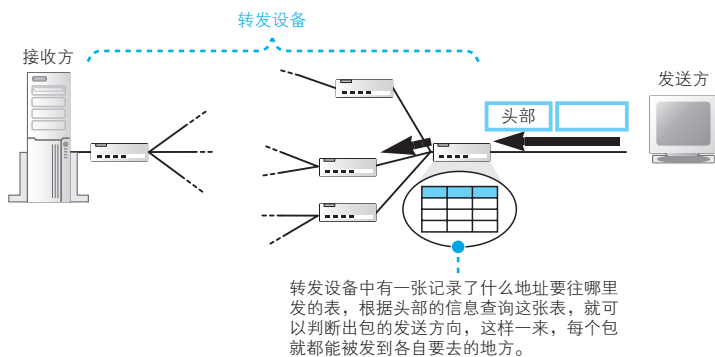 转发设备
接收方
发送方
头部
转发设备中有一张记录了什么地址要往哪里
发的表，根据头部的信息查询这张表，就可
以判断出包的发送方向，这样一来，每个包
就都能被发到各自要去的地方。